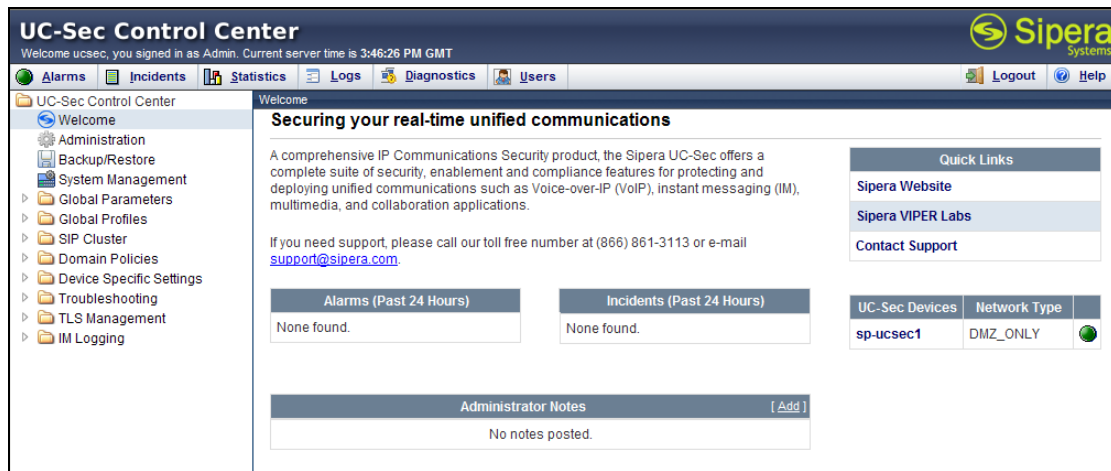 UC-Sec Control Center
Welcome ucsec, you signed in as Admin. Current server time is 3:46:26 PM GMT
Sipera
Systems
Alarms Incidents Statistics Logs Diagnostics Users Logout Help
UC-Sec Control Center
Welcome
Administration
Backup/Restore
System Management
Global Parameters
Global Profiles
SIP Cluster
Domain Policies
Device Specific Settings
Troubleshooting
TLS Management
IM Logging
Welcome
Securing your real-time unified communications
A comprehensive IP Communications Security product, the Sipera UC-Sec offers a
complete suite of security, enablement and compliance features for protecting and
deploying unified communications such as Voice-over-IP (VoIP), instant messaging (IM),
multimedia, and collaboration applications.
If you need support, please call our toll free number at (866) 861-3113 or e-mail
support@sipera.com.
Alarms (Past 24 Hours)
None found.
Incidents (Past 24 Hours)
None found.
Administrator Notes [ Add ]
No notes posted.
Quick Links
Sipera Website
Sipera VIPER Labs
Contact Support
UC-Sec Devices Network Type
sp-ucsec1 DMZ_ONLY